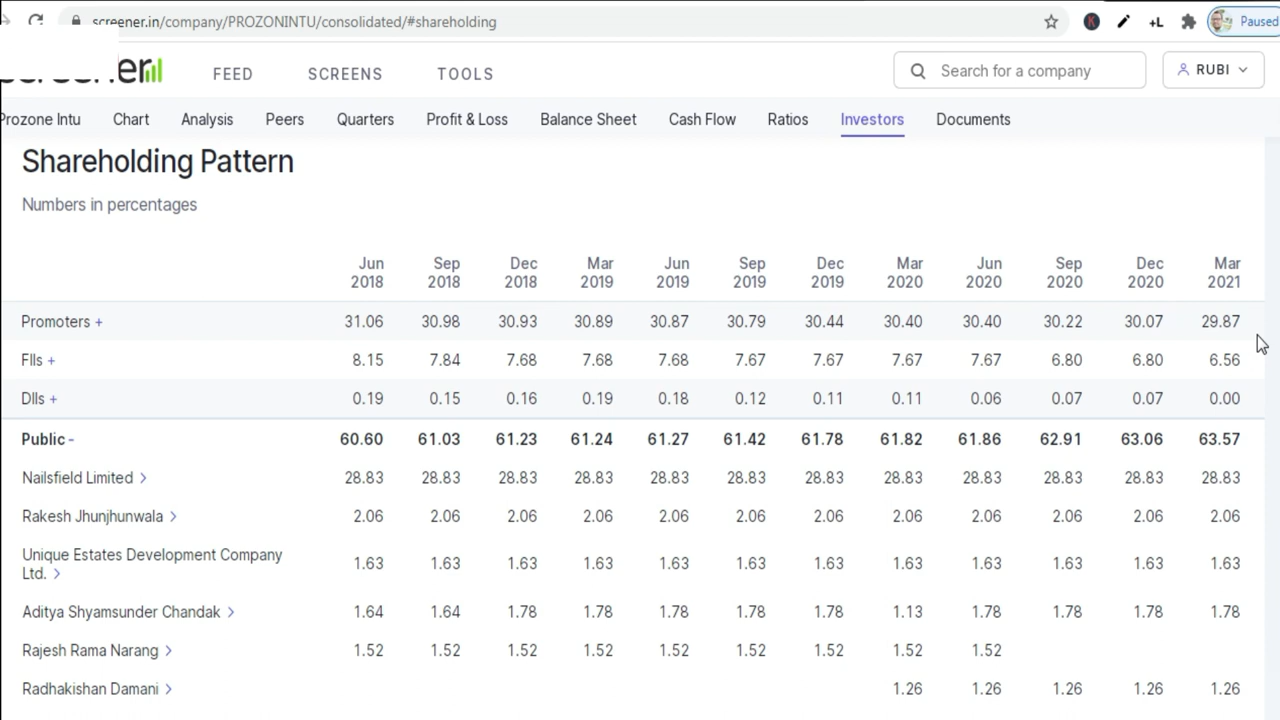 screener.in/company/PROZONINTU/consolidated/#shareholding
Paused
FEED SCREENS TOOLS
Search for a company
RUBI
Prozone Intu Chart Analysis Peers Quarters Profit & Loss Balance Sheet Cash Flow Ratios Investors Documents
Shareholding Pattern
Numbers in percentages
Jun Sep Dec Mar Jun Sep Dec Mar Jun Sep Dec Mar
2018 2018 2018 2019 2019 2019 2019 2020 2020 2020 2020 2021
Promoters + 31.06 30.98 30.93 30.89 30.87 30.79 30.44 30.40 30.40 30.22 30.07 29.87
FIIs + 8.15 7.84 7.68 7.68 7.68 7.67 7.67 7.67 7.67 6.80 6.80 6.56
DIIs + 0.19 0.15 0.16 0.19 0.18 0.12 0.11 0.11 0.06 0.07 0.07 0.00
Public - 60.60 61.03 61.23 61.24 61.27 61.42 61.78 61.82 61.86 62.91 63.06 63.57
Nailsfield Limited 28.83 28.83 28.83 28.83 28.83 28.83 28.83 28.83 28.83 28.83 28.83 28.83
Rakesh Jhunjhunwala 2.06 2.06 2.06 2.06 2.06 2.06 2.06 2.06 2.06 2.06 2.06 2.06
Unique Estates Development Company
Ltd. 1.63 1.63 1.63 1.63 1.63 1.63 1.63 1.63 1.63 1.63 1.63 1.63
Aditya Shyamsunder Chandak 1.64 1.64 1.78 1.78 1.78 1.78 1.78 1.13 1.78 1.78 1.78 1.78
Rajesh Rama Narang 1.52 1.52 1.52 1.52 1.52 1.52 1.52 1.52 1.52
Radhakishan Damani 1.26 1.26 1.26 1.26 1.26